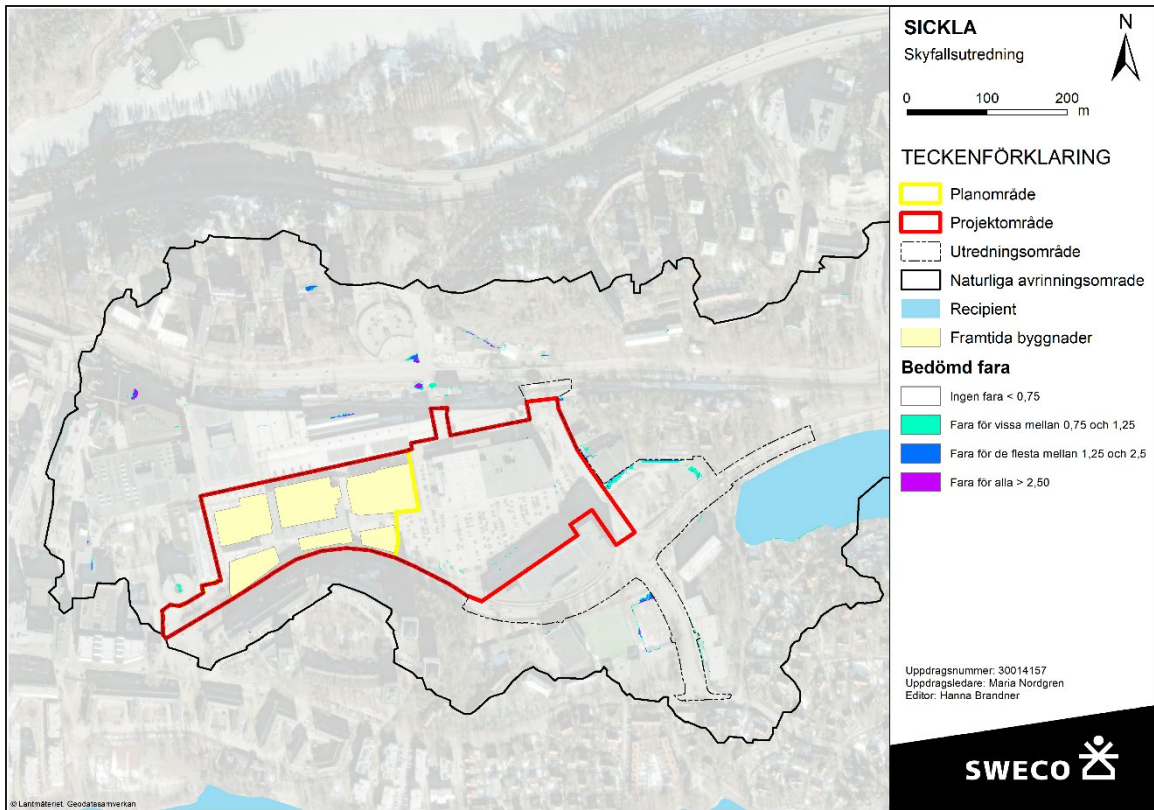 SICKLA
Skyfallsutredning
N
0 100 200
m
TECKENFÖRKLARING
Planområde
Projektområde
Utredningsområde
Naturliga avrinningsområde
Recipient
Framtida byggnader
Bedömd fara
Ingen fara < 0,75
Fara för vissa mellan 0,75 och 1,25
Fara för de flesta mellan 1,25 och 2,5
Fara för alla > 2,50
Uppdragsnummer: 30014157
Uppdragsledare: Maria Nordgren
Editor: Hanna Brandner
SWECO
© Lantmäteriet. Geodatasamverkan